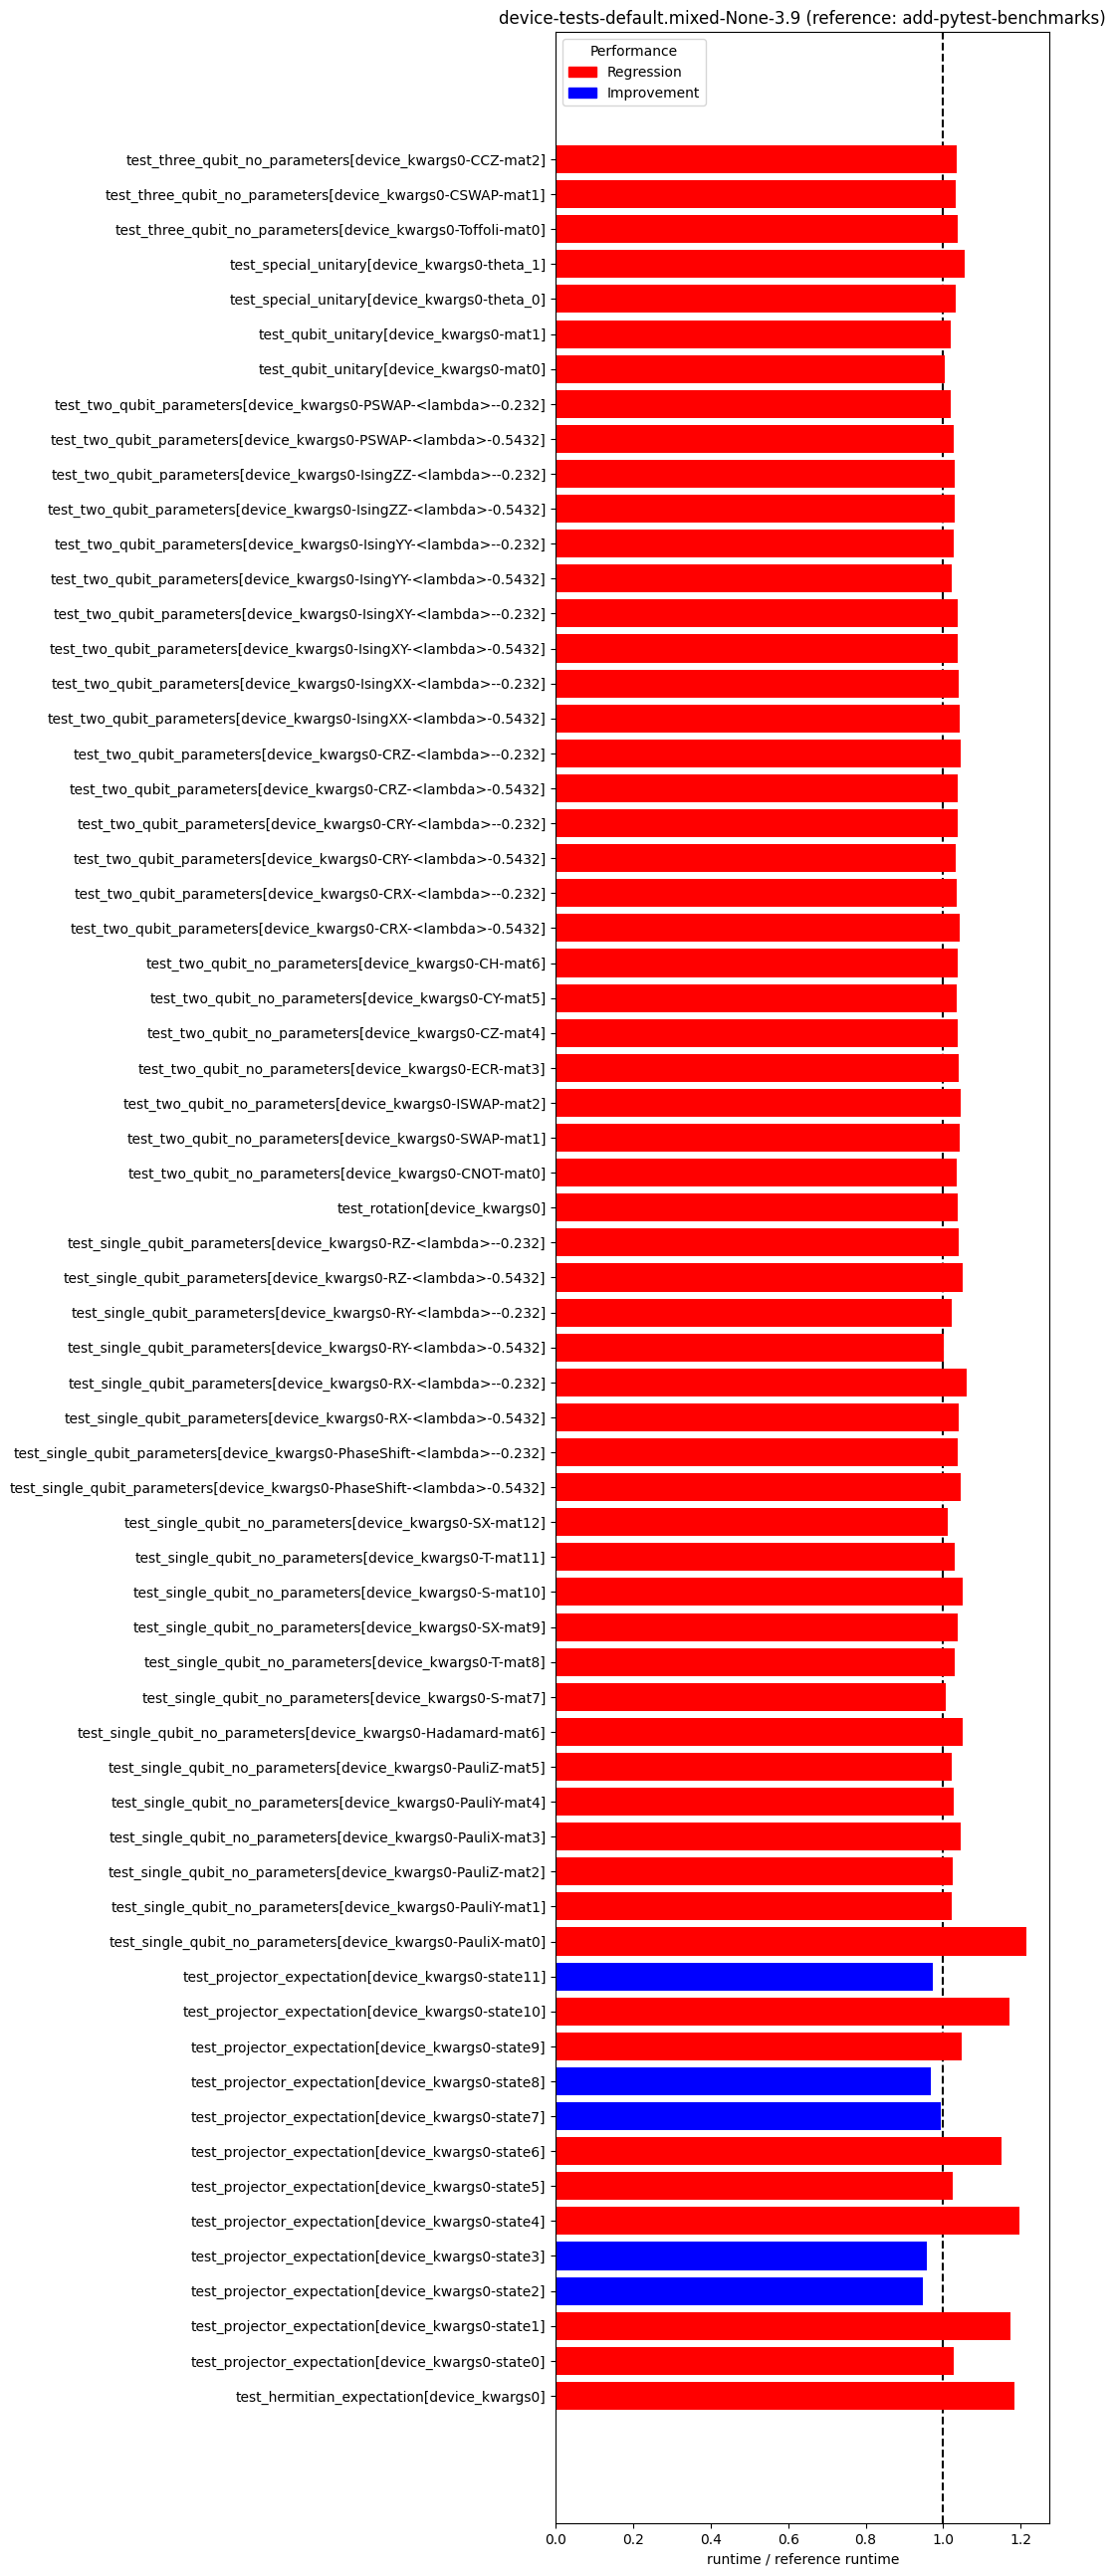 device-tests-default.mixed-None-3.9 (reference: add-pytest-benchmarks)
Performance
Regression
Improvement
test_three_qubit_no_parameters[device_kwargs0-CCZ-mat2]
test_three_qubit_no_parameters[device_kwargs0-CSWAP-mat1]
test_three_qubit_no_parameters[device_kwargs0-Toffoli-mat0]
test_special_unitary[device_kwargs0-theta_1]
test_special_unitary[device_kwargs0-theta_0]
test_qubit_unitary[device_kwargs0-mat1]
test_qubit_unitary[device_kwargs0-mat0]
test_two_qubit_parameters[device_kwargs0-PSWAP-<lambda>--0.232]
test_two_qubit_parameters[device_kwargs0-PSWAP-<lambda>-0.5432]
test_two_qubit_parameters[device_kwargs0-IsingZZ-<lambda>--0.232]
test_two_qubit_parameters[device_kwargs0-IsingZZ-<lambda>-0.5432]
test_two_qubit_parameters[device_kwargs0-IsingYY-<lambda>--0.232]
test_two_qubit_parameters[device_kwargs0-IsingYY-<lambda>-0.5432]
test_two_qubit_parameters[device_kwargs0-IsingXY-<lambda>--0.232]
test_two_qubit_parameters[device_kwargs0-IsingXY-<lambda>-0.5432]
test_two_qubit_parameters[device_kwargs0-IsingXX-<lambda>--0.232]
test_two_qubit_parameters[device_kwargs0-IsingXX-<lambda>-0.5432]
test_two_qubit_parameters[device_kwargs0-CRZ-<lambda>--0.232]
test_two_qubit_parameters[device_kwargs0-CRZ-<lambda>-0.5432]
test_two_qubit_parameters[device_kwargs0-CRY-<lambda>--0.232]
test_two_qubit_parameters[device_kwargs0-CRY-<lambda>-0.5432]
test_two_qubit_parameters[device_kwargs0-CRX-<lambda>--0.232]
test_two_qubit_parameters[device_kwargs0-CRX-<lambda>-0.5432]
test_two_qubit_no_parameters[device_kwargs0-CH-mat6]
test_two_qubit_no_parameters[device_kwargs0-CY-mat5]
test_two_qubit_no_parameters[device_kwargs0-CZ-mat4]
test_two_qubit_no_parameters[device_kwargs0-ECR-mat3]
test_two_qubit_no_parameters[device_kwargs0-ISWAP-mat2]
test_two_qubit_no_parameters[device_kwargs0-SWAP-mat1]
test_two_qubit_no_parameters[device_kwargs0-CNOT-mat0]
test_rotation[device_kwargs0]
test_single_qubit_parameters[device_kwargs0-RZ-<lambda>--0.232]
test_single_qubit_parameters[device_kwargs0-RZ-<lambda>-0.5432]
test_single_qubit_parameters[device_kwargs0-RY-<lambda>--0.232]
test_single_qubit_parameters[device_kwargs0-RY-<lambda>-0.5432]
test_single_qubit_parameters[device_kwargs0-RX-<lambda>--0.232]
test_single_qubit_parameters[device_kwargs0-RX-<lambda>-0.5432]
test_single_qubit_parameters[device_kwargs0-PhaseShift-<lambda>--0.232]
test_single_qubit_parameters[device_kwargs0-PhaseShift-<lambda>-0.5432]
test_single_qubit_no_parameters[device_kwargs0-SX-mat12]
test_single_qubit_no_parameters[device_kwargs0-T-mat11]
test_single_qubit_no_parameters[device_kwargs0-S-mat10]
test_single_qubit_no_parameters[device_kwargs0-SX-mat9]
test_single_qubit_no_parameters[device_kwargs0-T-mat8]
test_single_qubit_no_parameters[device_kwargs0-S-mat7]
test_single_qubit_no_parameters[device_kwargs0-Hadamard-mat6]
test_single_qubit_no_parameters[device_kwargs0-PauliZ-mat5]
test_single_qubit_no_parameters[device_kwargs0-PauliY-mat4]
test_single_qubit_no_parameters[device_kwargs0-PauliX-mat3]
test_single_qubit_no_parameters[device_kwargs0-PauliZ-mat2]
test_single_qubit_no_parameters[device_kwargs0-PauliY-mat1]
test_single_qubit_no_parameters[device_kwargs0-PauliX-mat0]
test_projector_expectation[device_kwargs0-state11]
test_projector_expectation[device_kwargs0-state10]
test_projector_expectation[device_kwargs0-state9]
test_projector_expectation[device_kwargs0-state8]
test_projector_expectation[device_kwargs0-state7]
test_projector_expectation[device_kwargs0-state6]
test_projector_expectation[device_kwargs0-state5]
test_projector_expectation[device_kwargs0-state4]
test_projector_expectation[device_kwargs0-state3]
test_projector_expectation[device_kwargs0-state2]
test_projector_expectation[device_kwargs0-state1]
test_projector_expectation[device_kwargs0-state0]
test_hermitian_expectation[device_kwargs0]
0.0 0.2 0.4 0.6 0.8 1.0 1.2
runtime / reference runtime